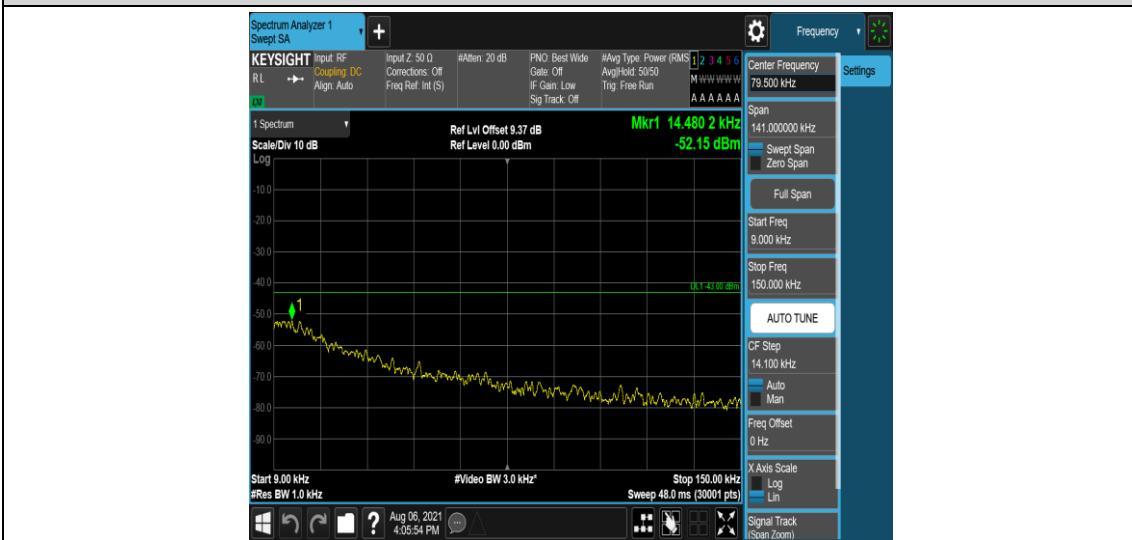 Spectrum Analyzer 1
Swept SA
Frequency
KEYSIGHT
RL
LXI
Input: RF
Coupling: DC
Align: Auto
Input Z: 50 Ω
Corrections: Off
Freq Ref: Int (S)
#Atten: 20 dB
PNO: Best Wide
Gate: Off
IF Gain: Low
Sig Track: Off
#Avg Type: Power (RMS
Avg|Hold: 50/50
Trig: Free Run
1 2 3 4 5 6
M W W W W W
A A A A A A
Center Frequency
79.500 kHz
Settings
1 Spectrum
Ref Lvl Offset 9.37 dB
Mkr1 14.480 2 kHz
Scale/Div 10 dB
Ref Level 0.00 dBm
-52.15 dBm
Log
-10.0
-20.0
-30.0
-40.0
-50.0
-60.0
-70.0
-80.0
-90.0
DL1 -43.00 dBm
1
Start 9.00 kHz
#Video BW 3.0 kHz*
Stop 150.00 kHz
#Res BW 1.0 kHz
Sweep 48.0 ms (30001 pts)
Span
141.000000 kHz
Swept Span
Zero Span
Full Span
Start Freq
9.000 kHz
Stop Freq
150.000 kHz
AUTO TUNE
CF Step
14.100 kHz
Auto
Man
Freq Offset
0 Hz
X Axis Scale
Log
Lin
Signal Track
(Span Zoom)
?
Aug 06, 2021
4:05:54 PM